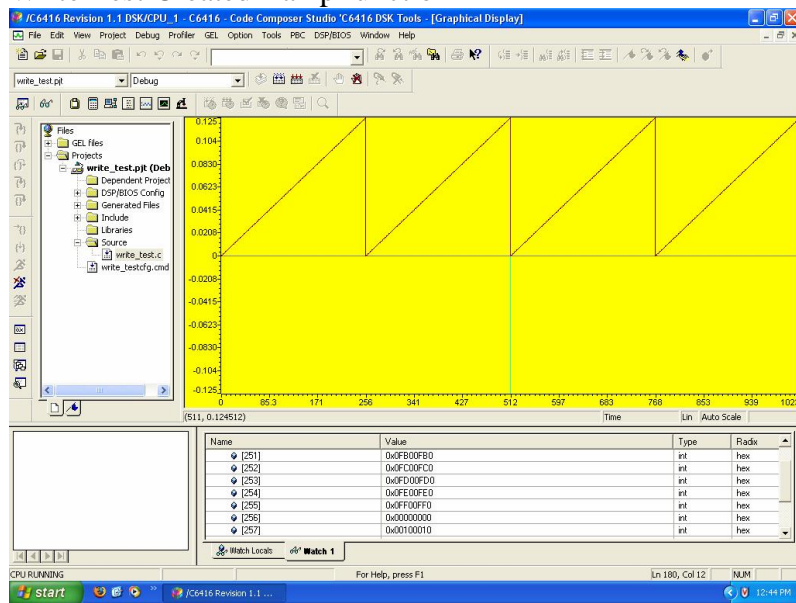 /C6416 Revision 1.1 DSK/CPU_1 - C6416 - Code Composer Studio 'C6416 DSK Tools - [Graphical Display]
File Edit View Project Debug Profiler GEL Option Tools PBC DSP/BIOS Window Help
write_test.pjt Debug
Files
GEL files
Projects
write_test.pjt (Deb
Dependent Project
DSP/BIOS Config
Generated Files
Include
Libraries
Source
write_test.c
write_testcfg.cmd
0.125
0.104
0.0830
0.0623
0.0415
0.0208
0
-0.0208
-0.0415
-0.0623
-0.0830
-0.104
-0.125
0 85.3 171 256 341 427 512 597 683 768 853 939 102
(511, 0.124512) Time Lin Auto Scale
Name Value Type Radix
[251] 0x0FB00FB0 int hex
[252] 0x0FC00FC0 int hex
[253] 0x0FD00FD0 int hex
[254] 0x0FE00FE0 int hex
[255] 0x0FF00FF0 int hex
[256] 0x00000000 int hex
[257] 0x00100010 int hex
Watch Locals Watch 1
CPU RUNNING For Help, press F1 Ln 180, Col 12 NUM
start /C6416 Revision 1.1 ... 12:44 PM